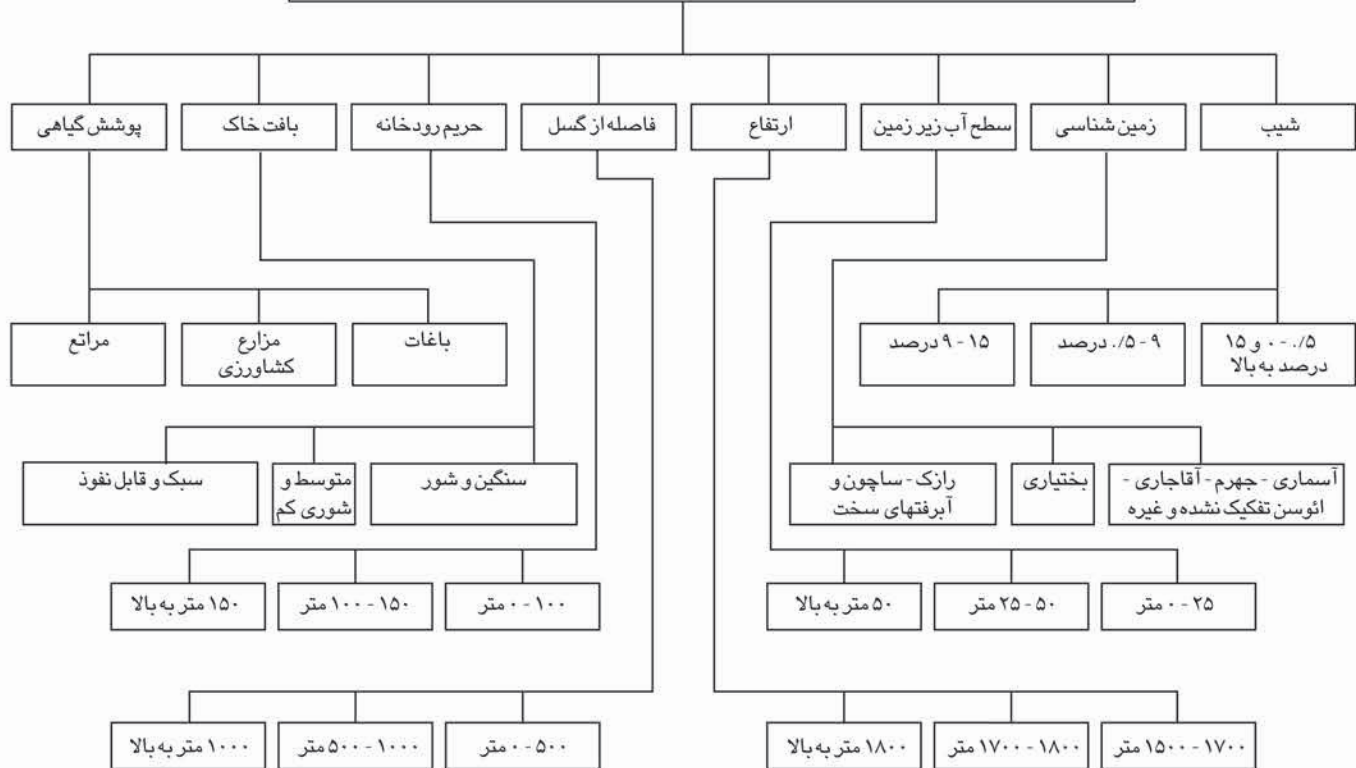 شیب
زمین شناسی
سطح آب زیر زمین
ارتفاع
فاصله از گسل
حریم رودخانه
بافت خاک
پوشش گیاهی
۰/۵ - ۰ و ۱۵
درصد به بالا
۹ - ۰/۵ درصد
۱۵ - ۹ درصد
باغات
مزارع
کشاورزی
مراتع
آسماری - جهرم - آقاجاری -
ائوسن تفکیک نشده و غیره
بختیاری
رازک - ساچون و
آبرفتهای سخت
سنگین و شور
متوسط و
شوری کم
سبک و قابل نفوذ
۲۵ - ۰ متر
۵۰ - ۲۵ متر
۵۰ متر به بالا
۱۰۰ - ۰ متر
۱۵۰ - ۱۰۰ متر
۱۵۰ متر به بالا
۱۷۰۰ - ۱۵۰۰ متر
۱۸۰۰ - ۱۷۰۰ متر
۱۸۰۰ متر به بالا
۵۰۰ - ۰ متر
۱۰۰۰ - ۵۰۰ متر
۱۰۰۰ متر به بالا